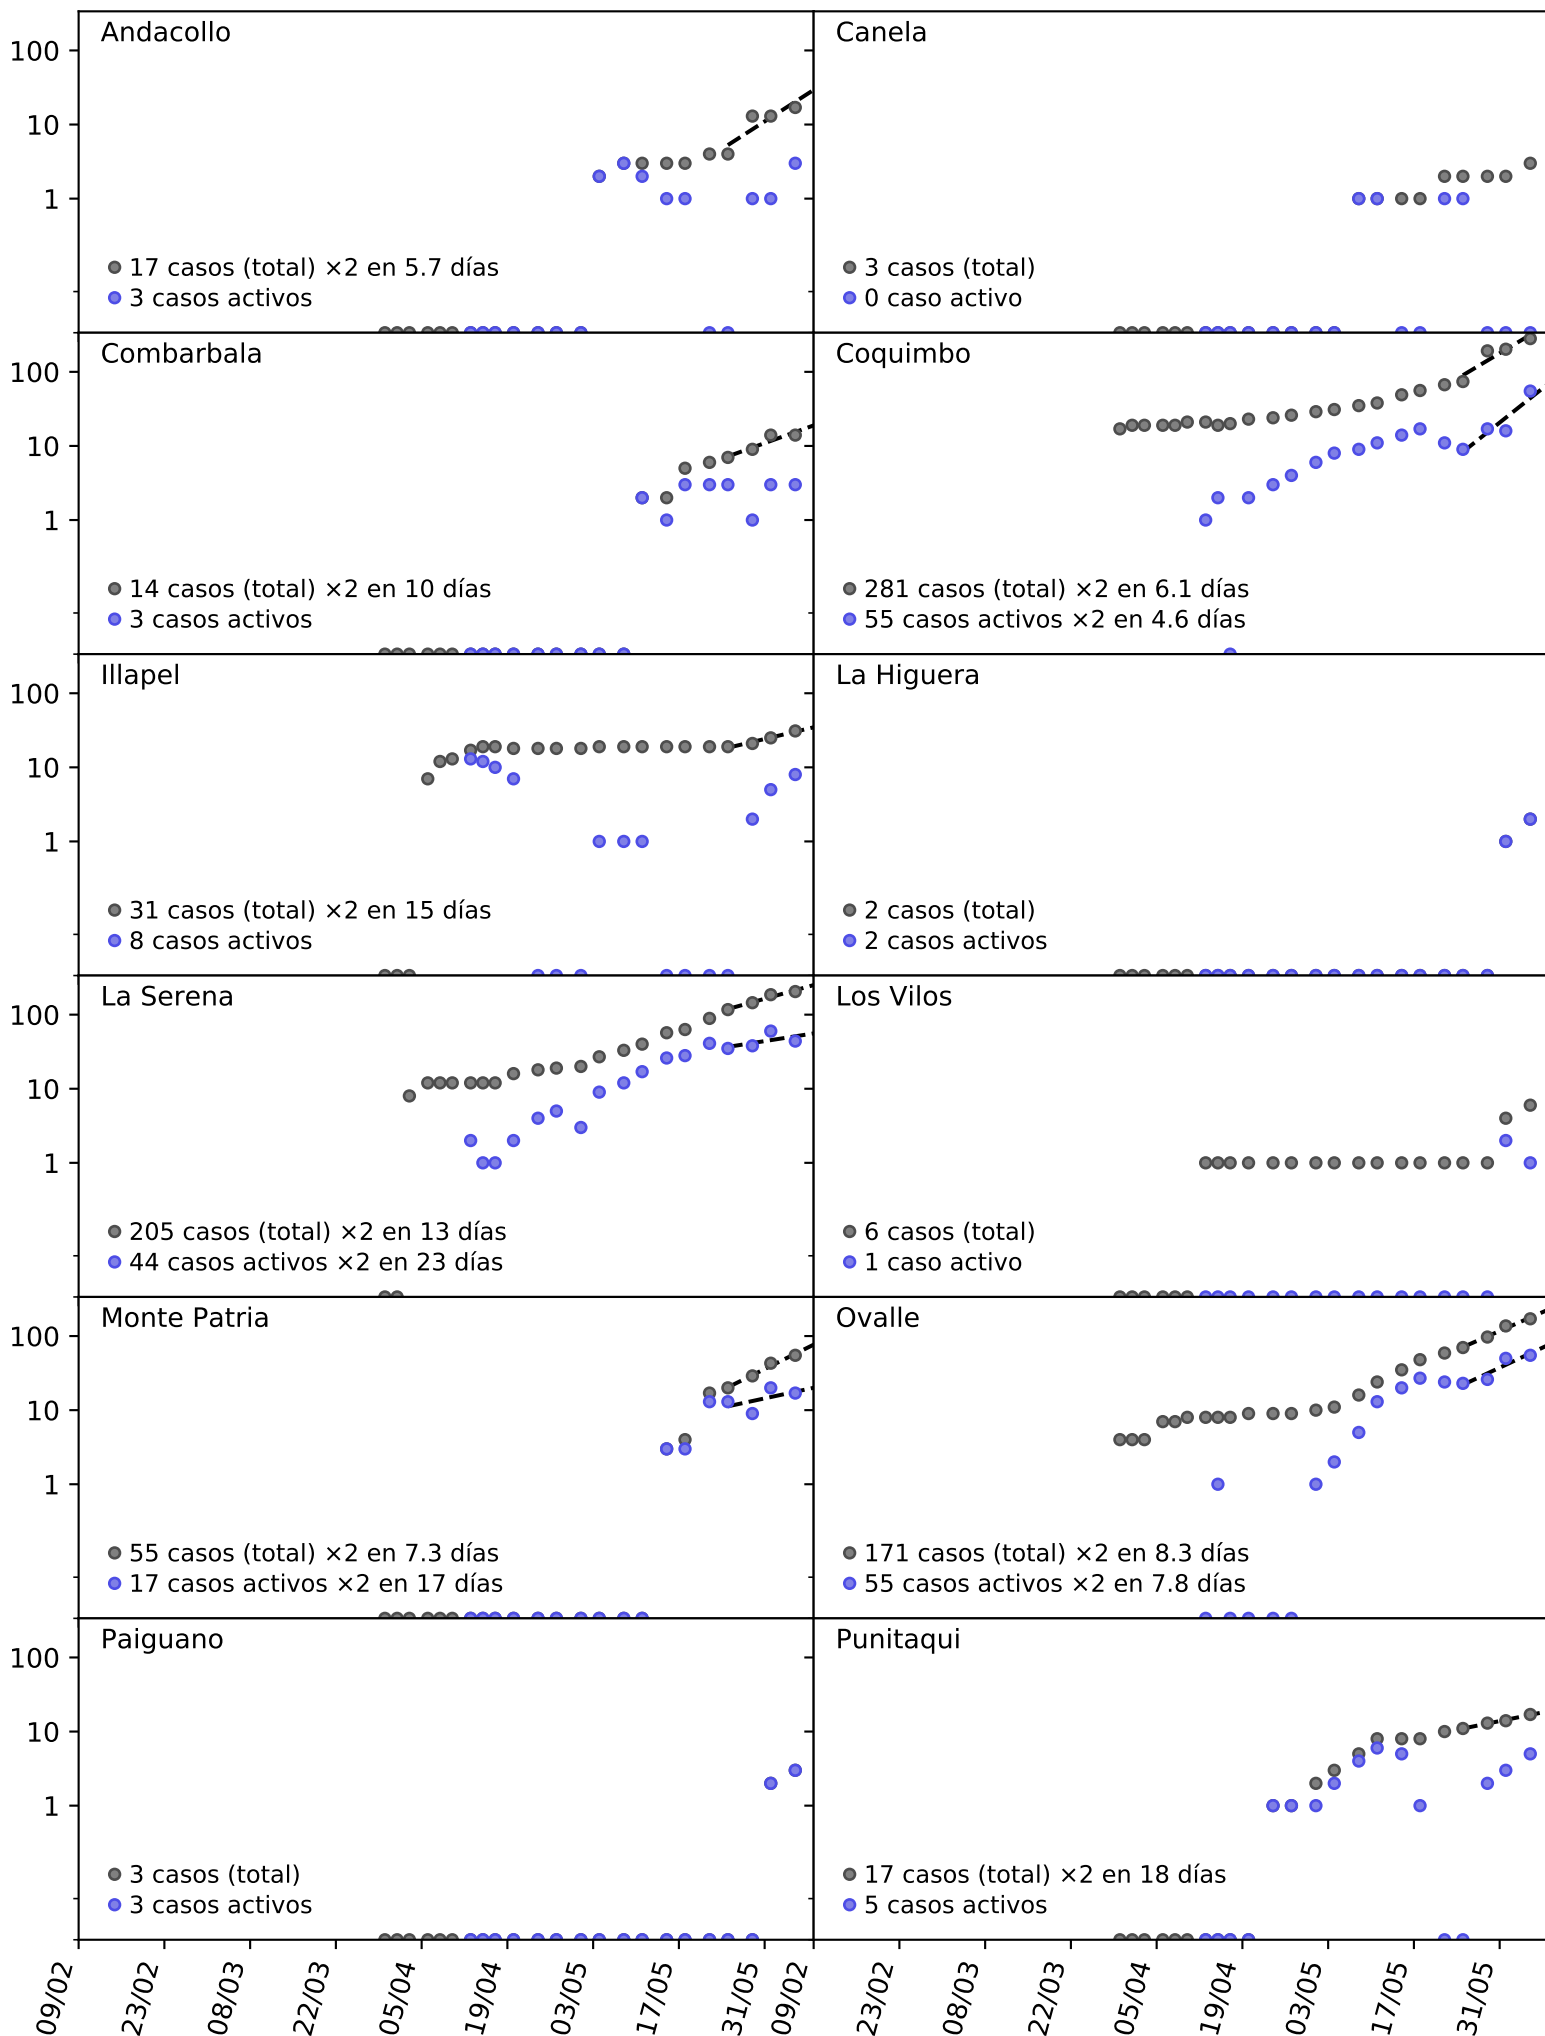 Andacollo
100
10
1
17 casos (total) ×2 en 5.7 días
3 casos activos
Canela
3 casos (total)
0 caso activo
Combarbala
100
10
1
14 casos (total) ×2 en 10 días
3 casos activos
Coquimbo
281 casos (total) ×2 en 6.1 días
55 casos activos ×2 en 4.6 días
Illapel
100
10
1
31 casos (total) ×2 en 15 días
8 casos activos
La Higuera
2 casos (total)
2 casos activos
La Serena
100
10
1
205 casos (total) ×2 en 13 días
44 casos activos ×2 en 23 días
Los Vilos
6 casos (total)
1 caso activo
Monte Patria
100
10
1
55 casos (total) ×2 en 7.3 días
17 casos activos ×2 en 17 días
Ovalle
171 casos (total) ×2 en 8.3 días
55 casos activos ×2 en 7.8 días
Paiguano
100
10
1
3 casos (total)
3 casos activos
Punitaqui
17 casos (total) ×2 en 18 días
5 casos activos
09/02 23/02 08/03 22/03 05/04 19/04 03/05 17/05 31/05 09/02 23/02 08/03 22/03 05/04 19/04 03/05 17/05 31/05